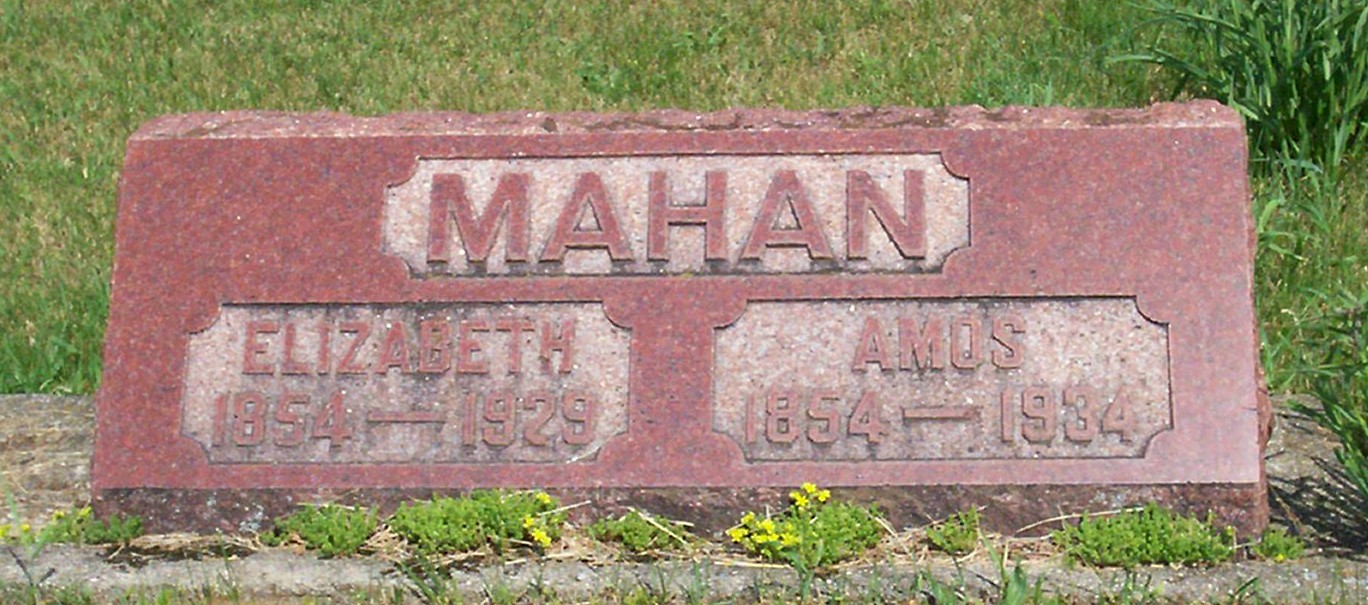 MAHAN
ELIZABETH AMOS
1854 — 1929 1854 — 1934